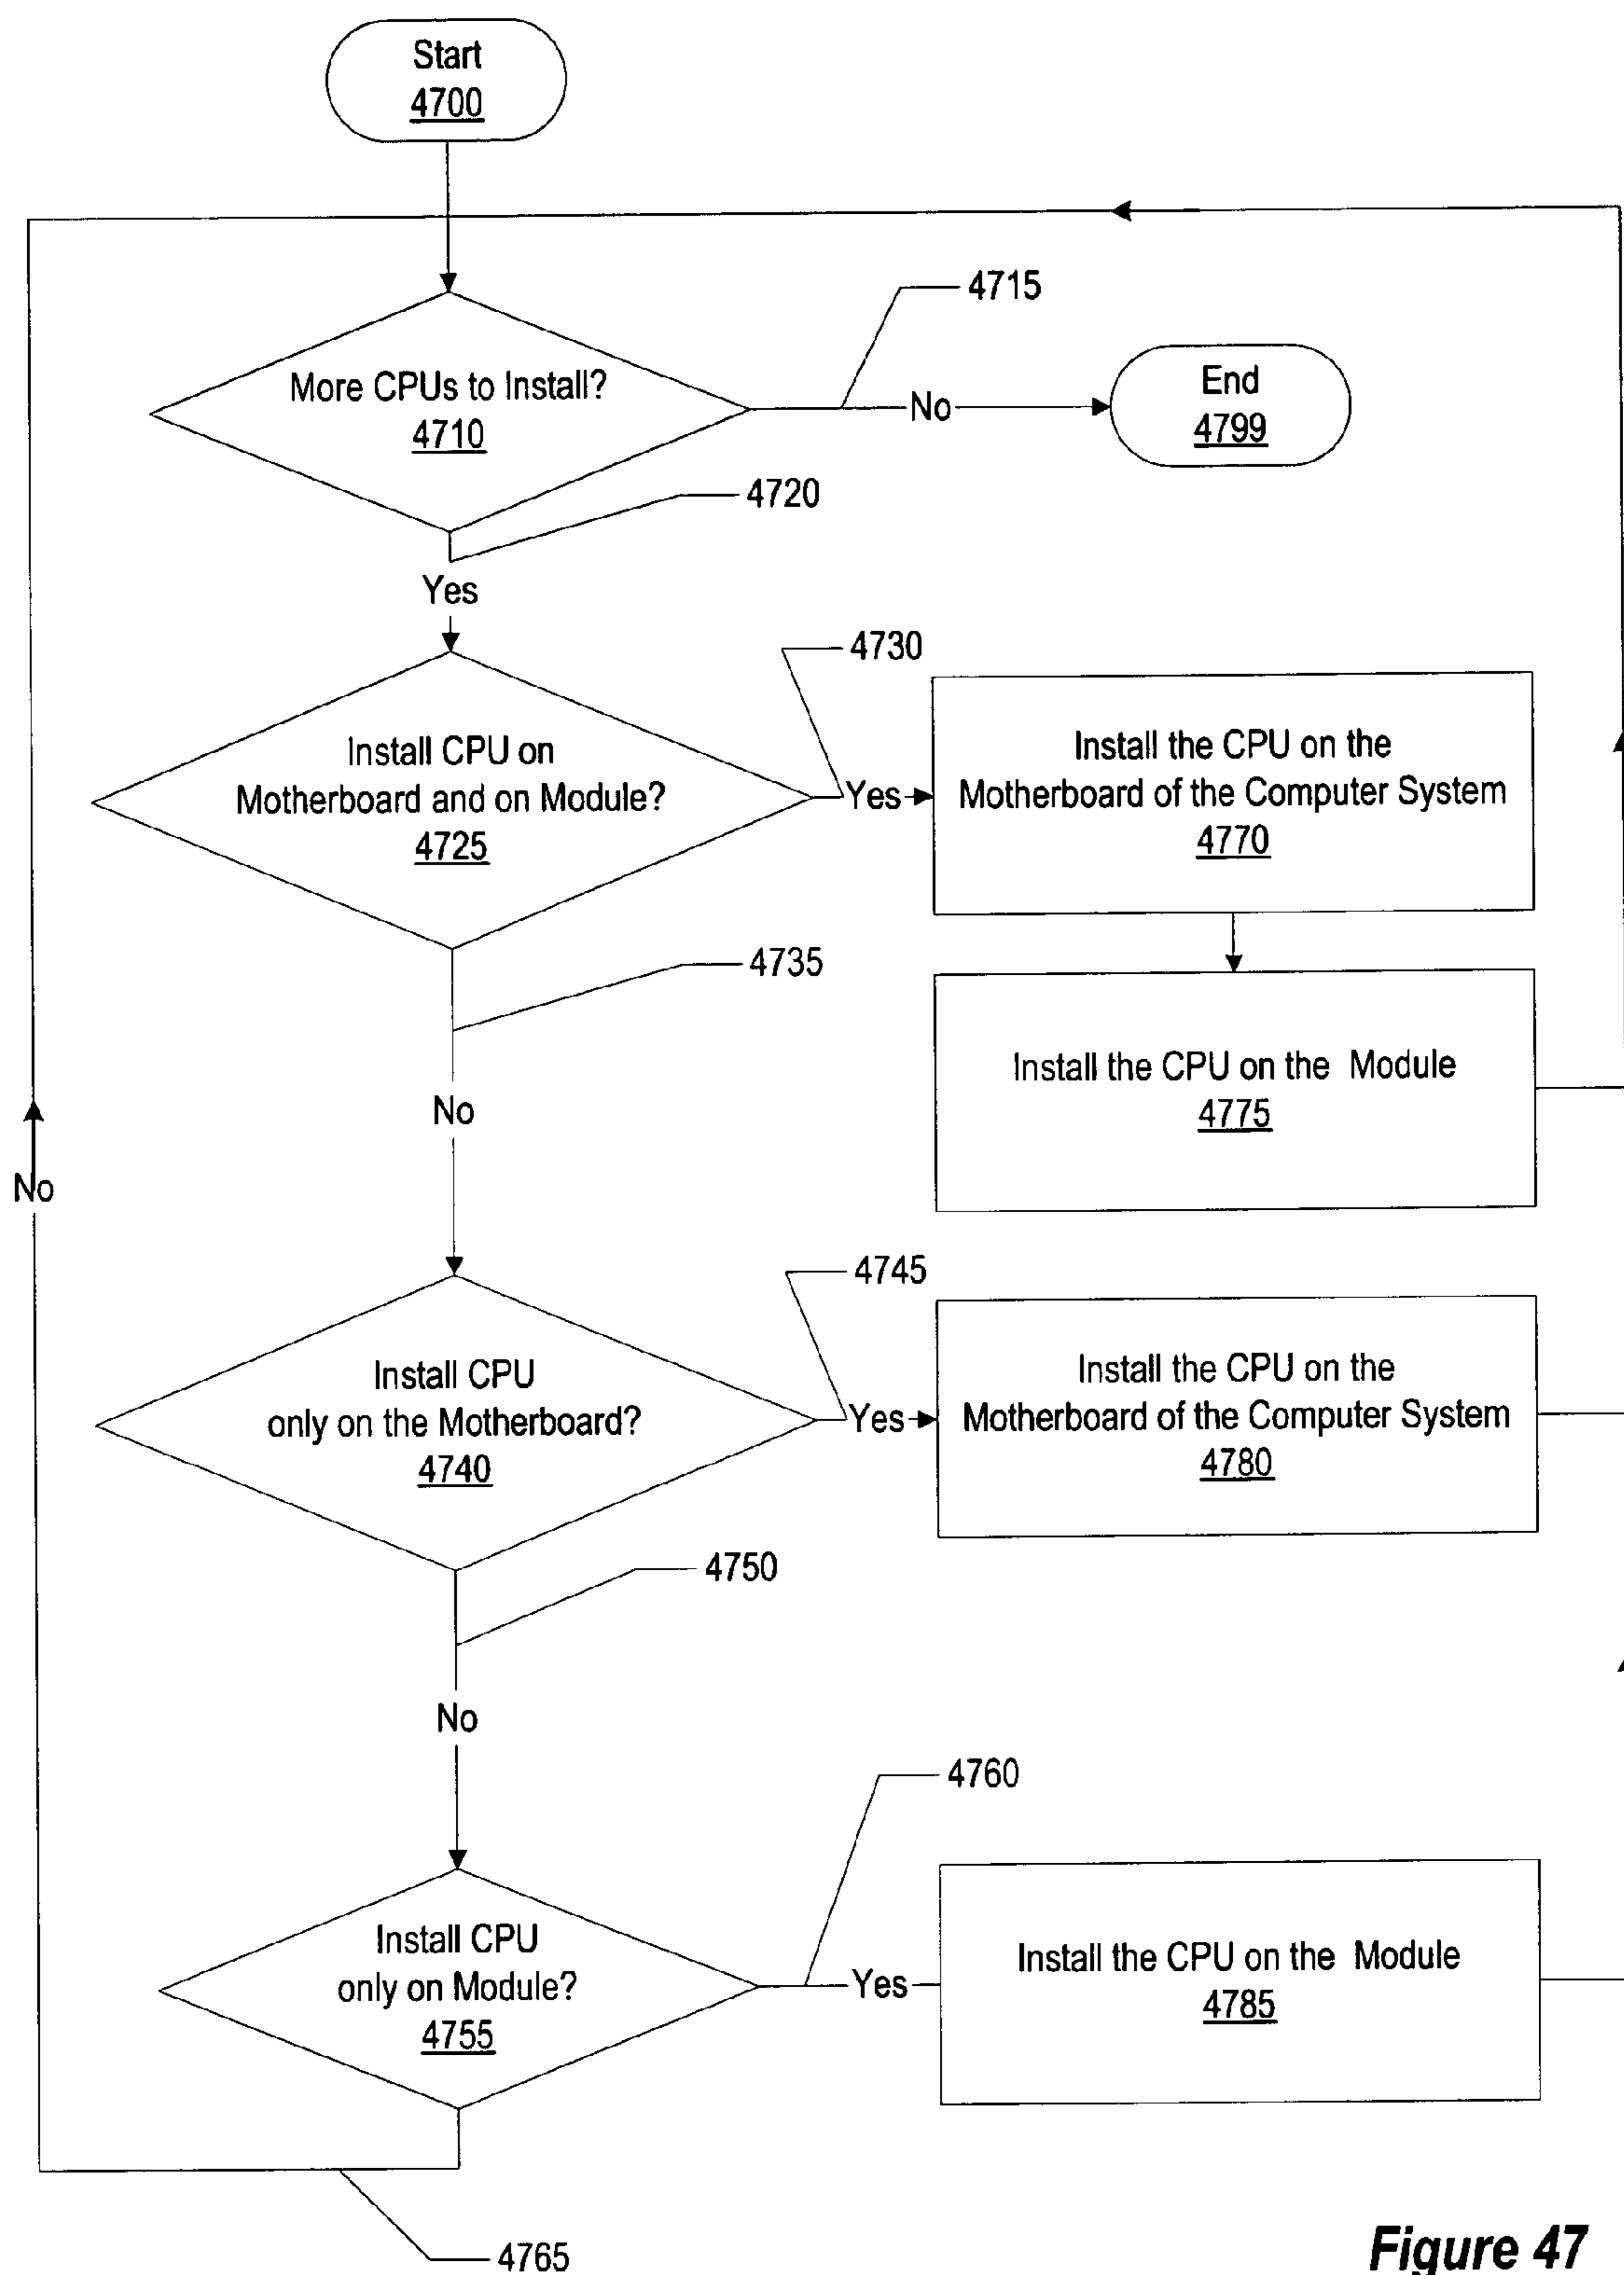 Start
4700
4715
More CPUs to Install?
4710
No
End
4799
4720
Yes
4730
Install CPU on
Motherboard and on Module?
4725
Yes
Install the CPU on the
Motherboard of the Computer System
4770
4735
Install the CPU on the Module
4775
No
No
4745
Install CPU
only on the Motherboard?
4740
Yes
Install the CPU on the
Motherboard of the Computer System
4780
4750
No
4760
Install CPU
only on Module?
4755
Yes
Install the CPU on the Module
4785
4765
Figure 47